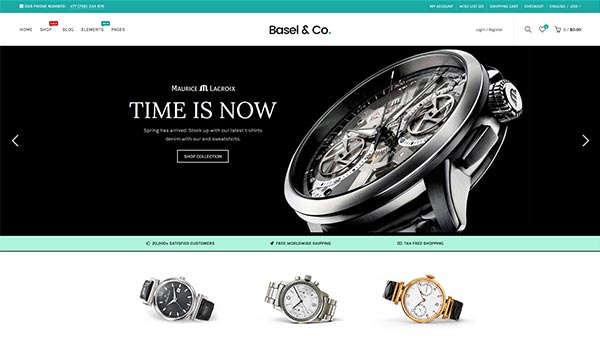 OUR PHONE NUMBER: +77 (756) 334 876
MY ACCOUNT
WISH LIST (0)
SHOPPING CART
CHECKOUT
ENGLISH
USD
SALE
NEW
HOME
SHOP
BLOG
ELEMENTS
PAGES
Basel & Co.
Login / Register
0
0 / $0.00
MAURICE LACROIX
TIME IS NOW
Spring has arrived. Stock up with our latest t-shirts
denim with our and sweatshirts.
SHOP COLLECTION
20,000+ SATISFIED CUSTOMERS
FREE WORLDWIDE SHIPPING
TAX FREE SHOPPING